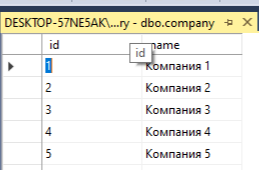 DESKTOP-57NE5AK\...ry - dbo.company
id name
id
1 Компания 1
2 Компания 2
3 Компания 3
4 Компания 4
5 Компания 5